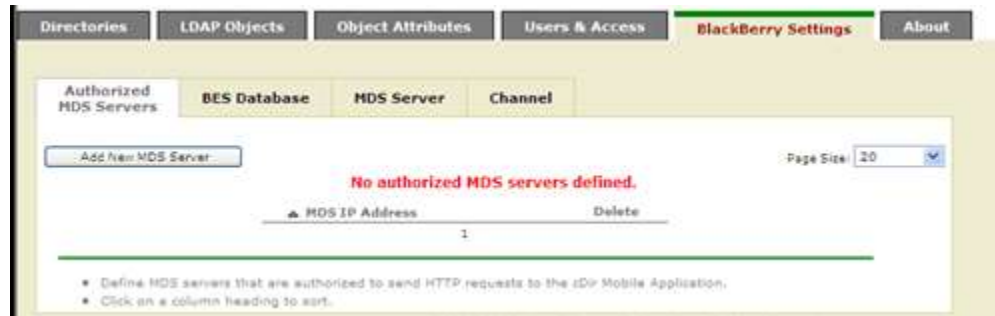 Directories LDAP Objects Object Attributes Users & Access BlackBerry Settings About
Authorized MDS Servers BES Database MDS Server Channel
Add New MDS Server Page Size: 20
No authorized MDS servers defined.
MDS IP Address Delete
1
Define MDS servers that are authorized to send HTTP requests to the zDir Mobile Application.
Click on a column heading to sort.